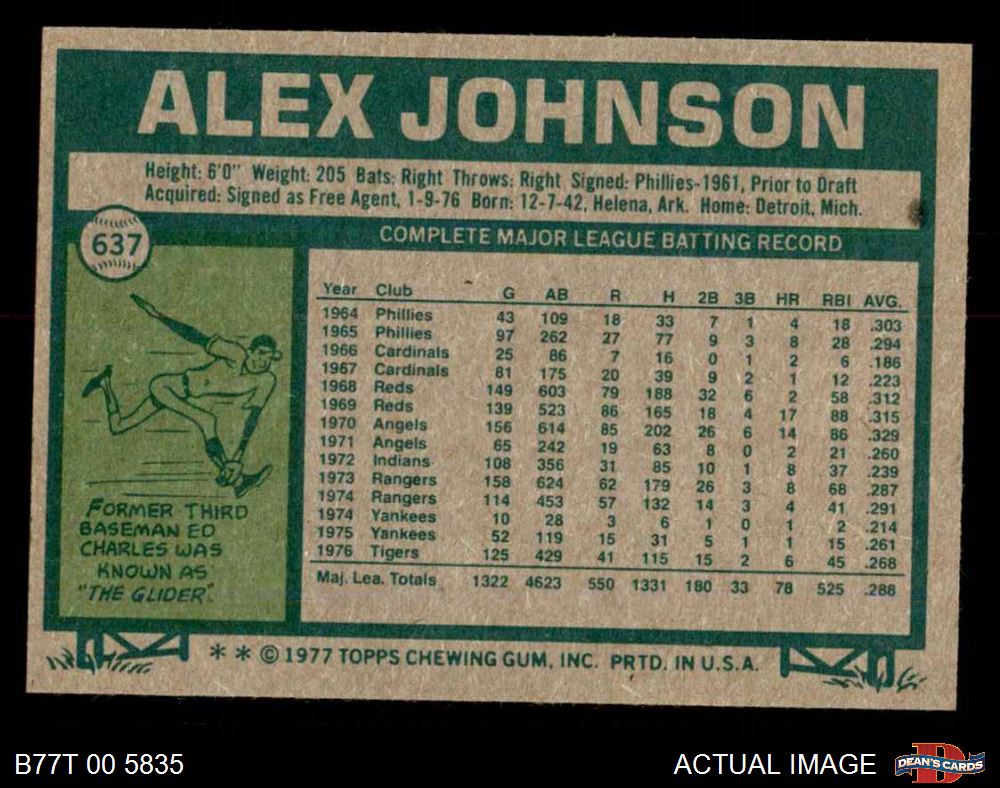 ALEX JOHNSON
Height: 6'0" Weight: 205 Bats: Right Throws: Right Signed: Phillies-1961, Prior to Draft
Acquired: Signed as Free Agent, 1-9-76 Born: 12-7-42, Helena, Ark. Home: Detroit, Mich.
637
COMPLETE MAJOR LEAGUE BATTING RECORD
Year Club G AB R H 2B 3B HR RBI AVG.
1964 Phillies 43 109 18 33 7 1 4 18 .303
1965 Phillies 97 262 27 77 9 3 8 28 .294
1966 Cardinals 25 86 7 16 0 1 2 6 .186
1967 Cardinals 81 175 20 39 9 2 1 12 .223
1968 Reds 149 603 79 188 32 6 2 58 .312
1969 Reds 139 523 86 165 18 4 17 88 .315
1970 Angels 156 614 85 202 26 6 14 86 .329
1971 Angels 65 242 19 63 8 0 2 21 .260
1972 Indians 108 356 31 85 10 1 8 37 .239
1973 Rangers 158 624 62 179 26 3 8 68 .287
1974 Rangers 114 453 57 132 14 3 4 41 .291
1974 Yankees 10 28 3 6 1 0 1 2 .214
1975 Yankees 52 119 15 31 5 1 1 15 .261
1976 Tigers 125 429 41 115 15 2 6 45 .268
Maj. Lea. Totals 1322 4623 550 1331 180 33 78 525 .288
FORMER THIRD
BASEMAN ED
CHARLES WAS
KNOWN AS
"THE GLIDER".
** © 1977 TOPPS CHEWING GUM, INC. PRTD. IN U.S.A.
B77T 00 5835
ACTUAL IMAGE
DEAN'S CARDS